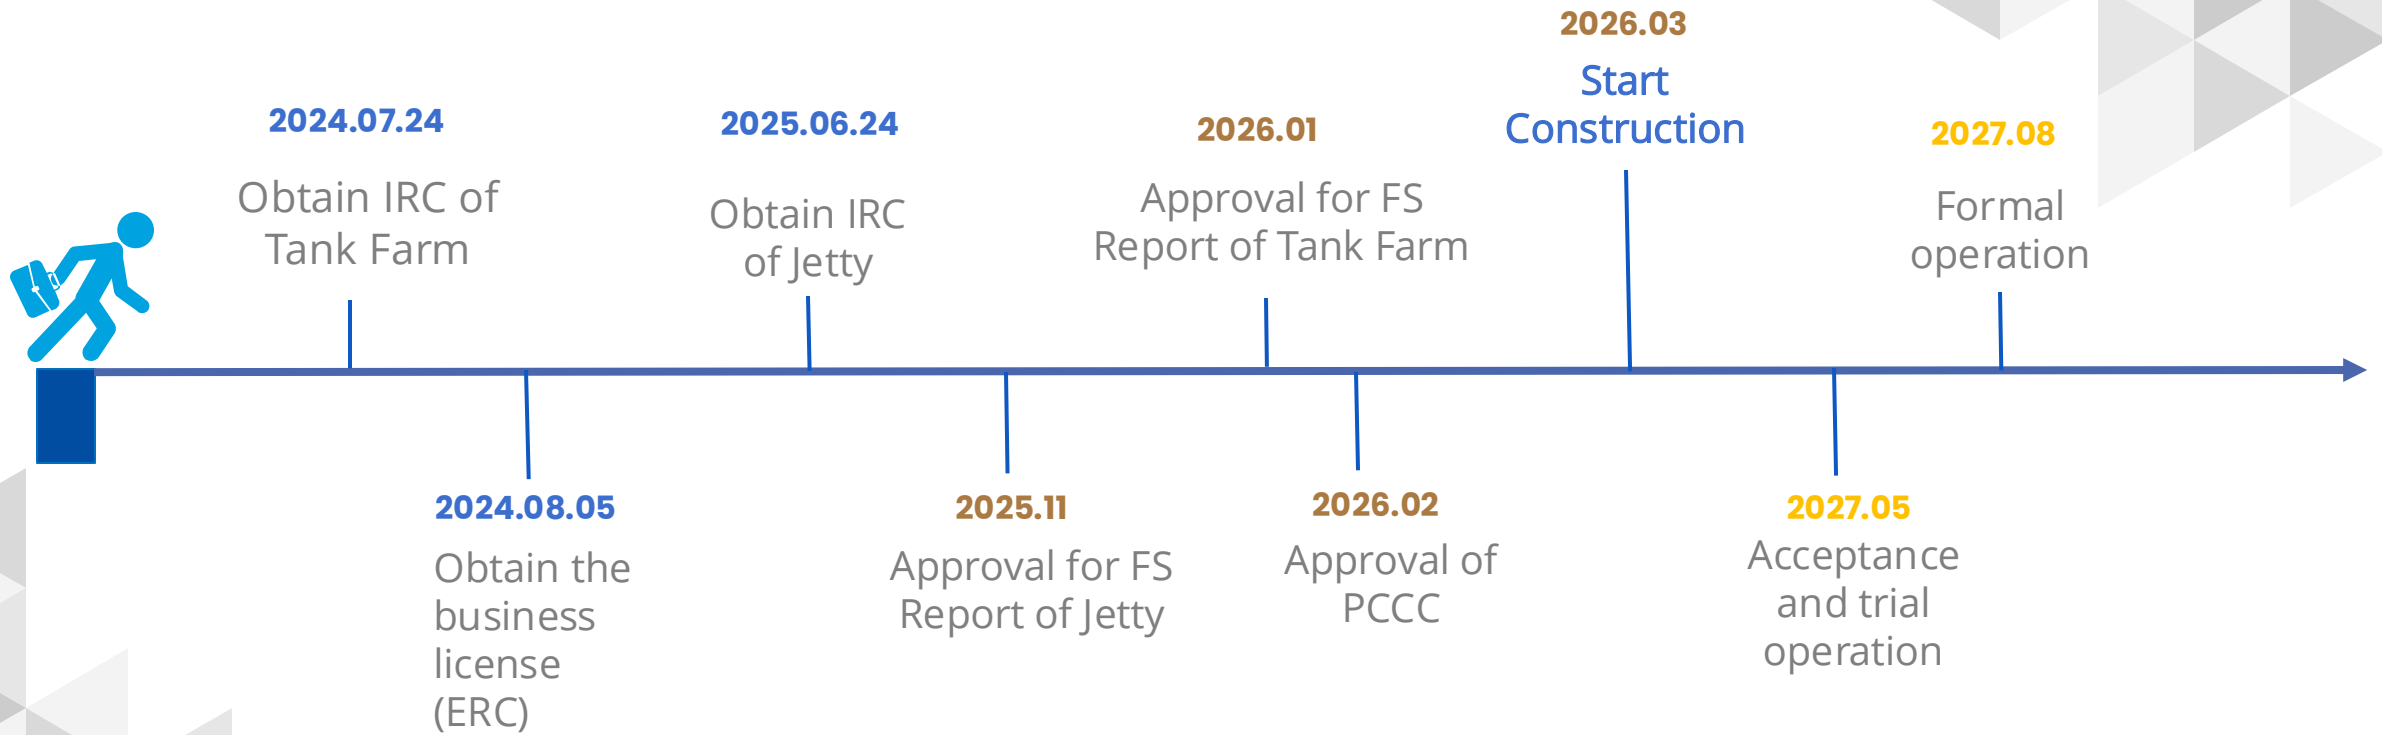 2024.07.24
Obtain IRC of
Tank Farm
2024.08.05
Obtain the
business
license
(ERC)
2025.06.24
Obtain IRC
of Jetty
2025.11
Approval for FS
Report of Jetty
2026.01
Approval for FS
Report of Tank Farm
2026.02
Approval of
PCCC
2026.03
Start
Construction
2027.05
Acceptance
and trial
operation
2027.08
Formal
operation